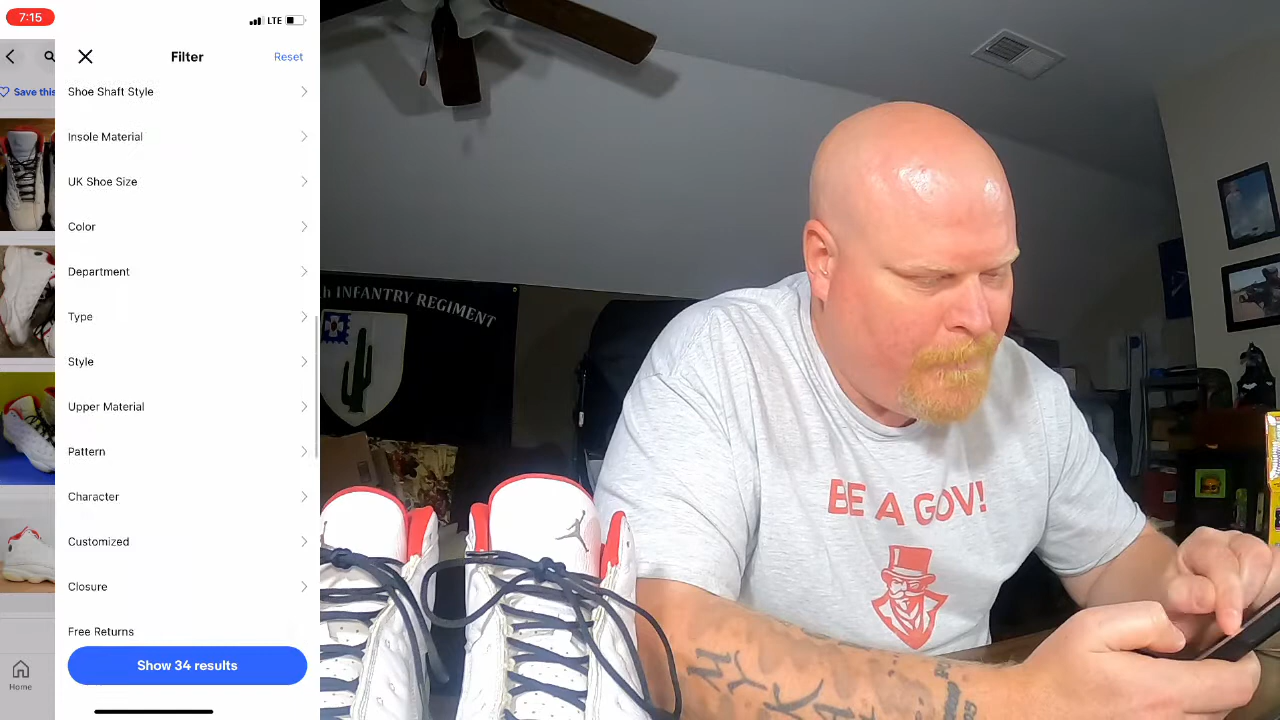 7:15
LTE
Filter
Reset
Save this
Shoe Shaft Style
Insole Material
UK Shoe Size
Color
Department
Type
Style
Upper Material
Pattern
Character
Customized
Closure
Free Returns
Show 34 results
Home
INFANTRY REGIMENT
BE A GOV!